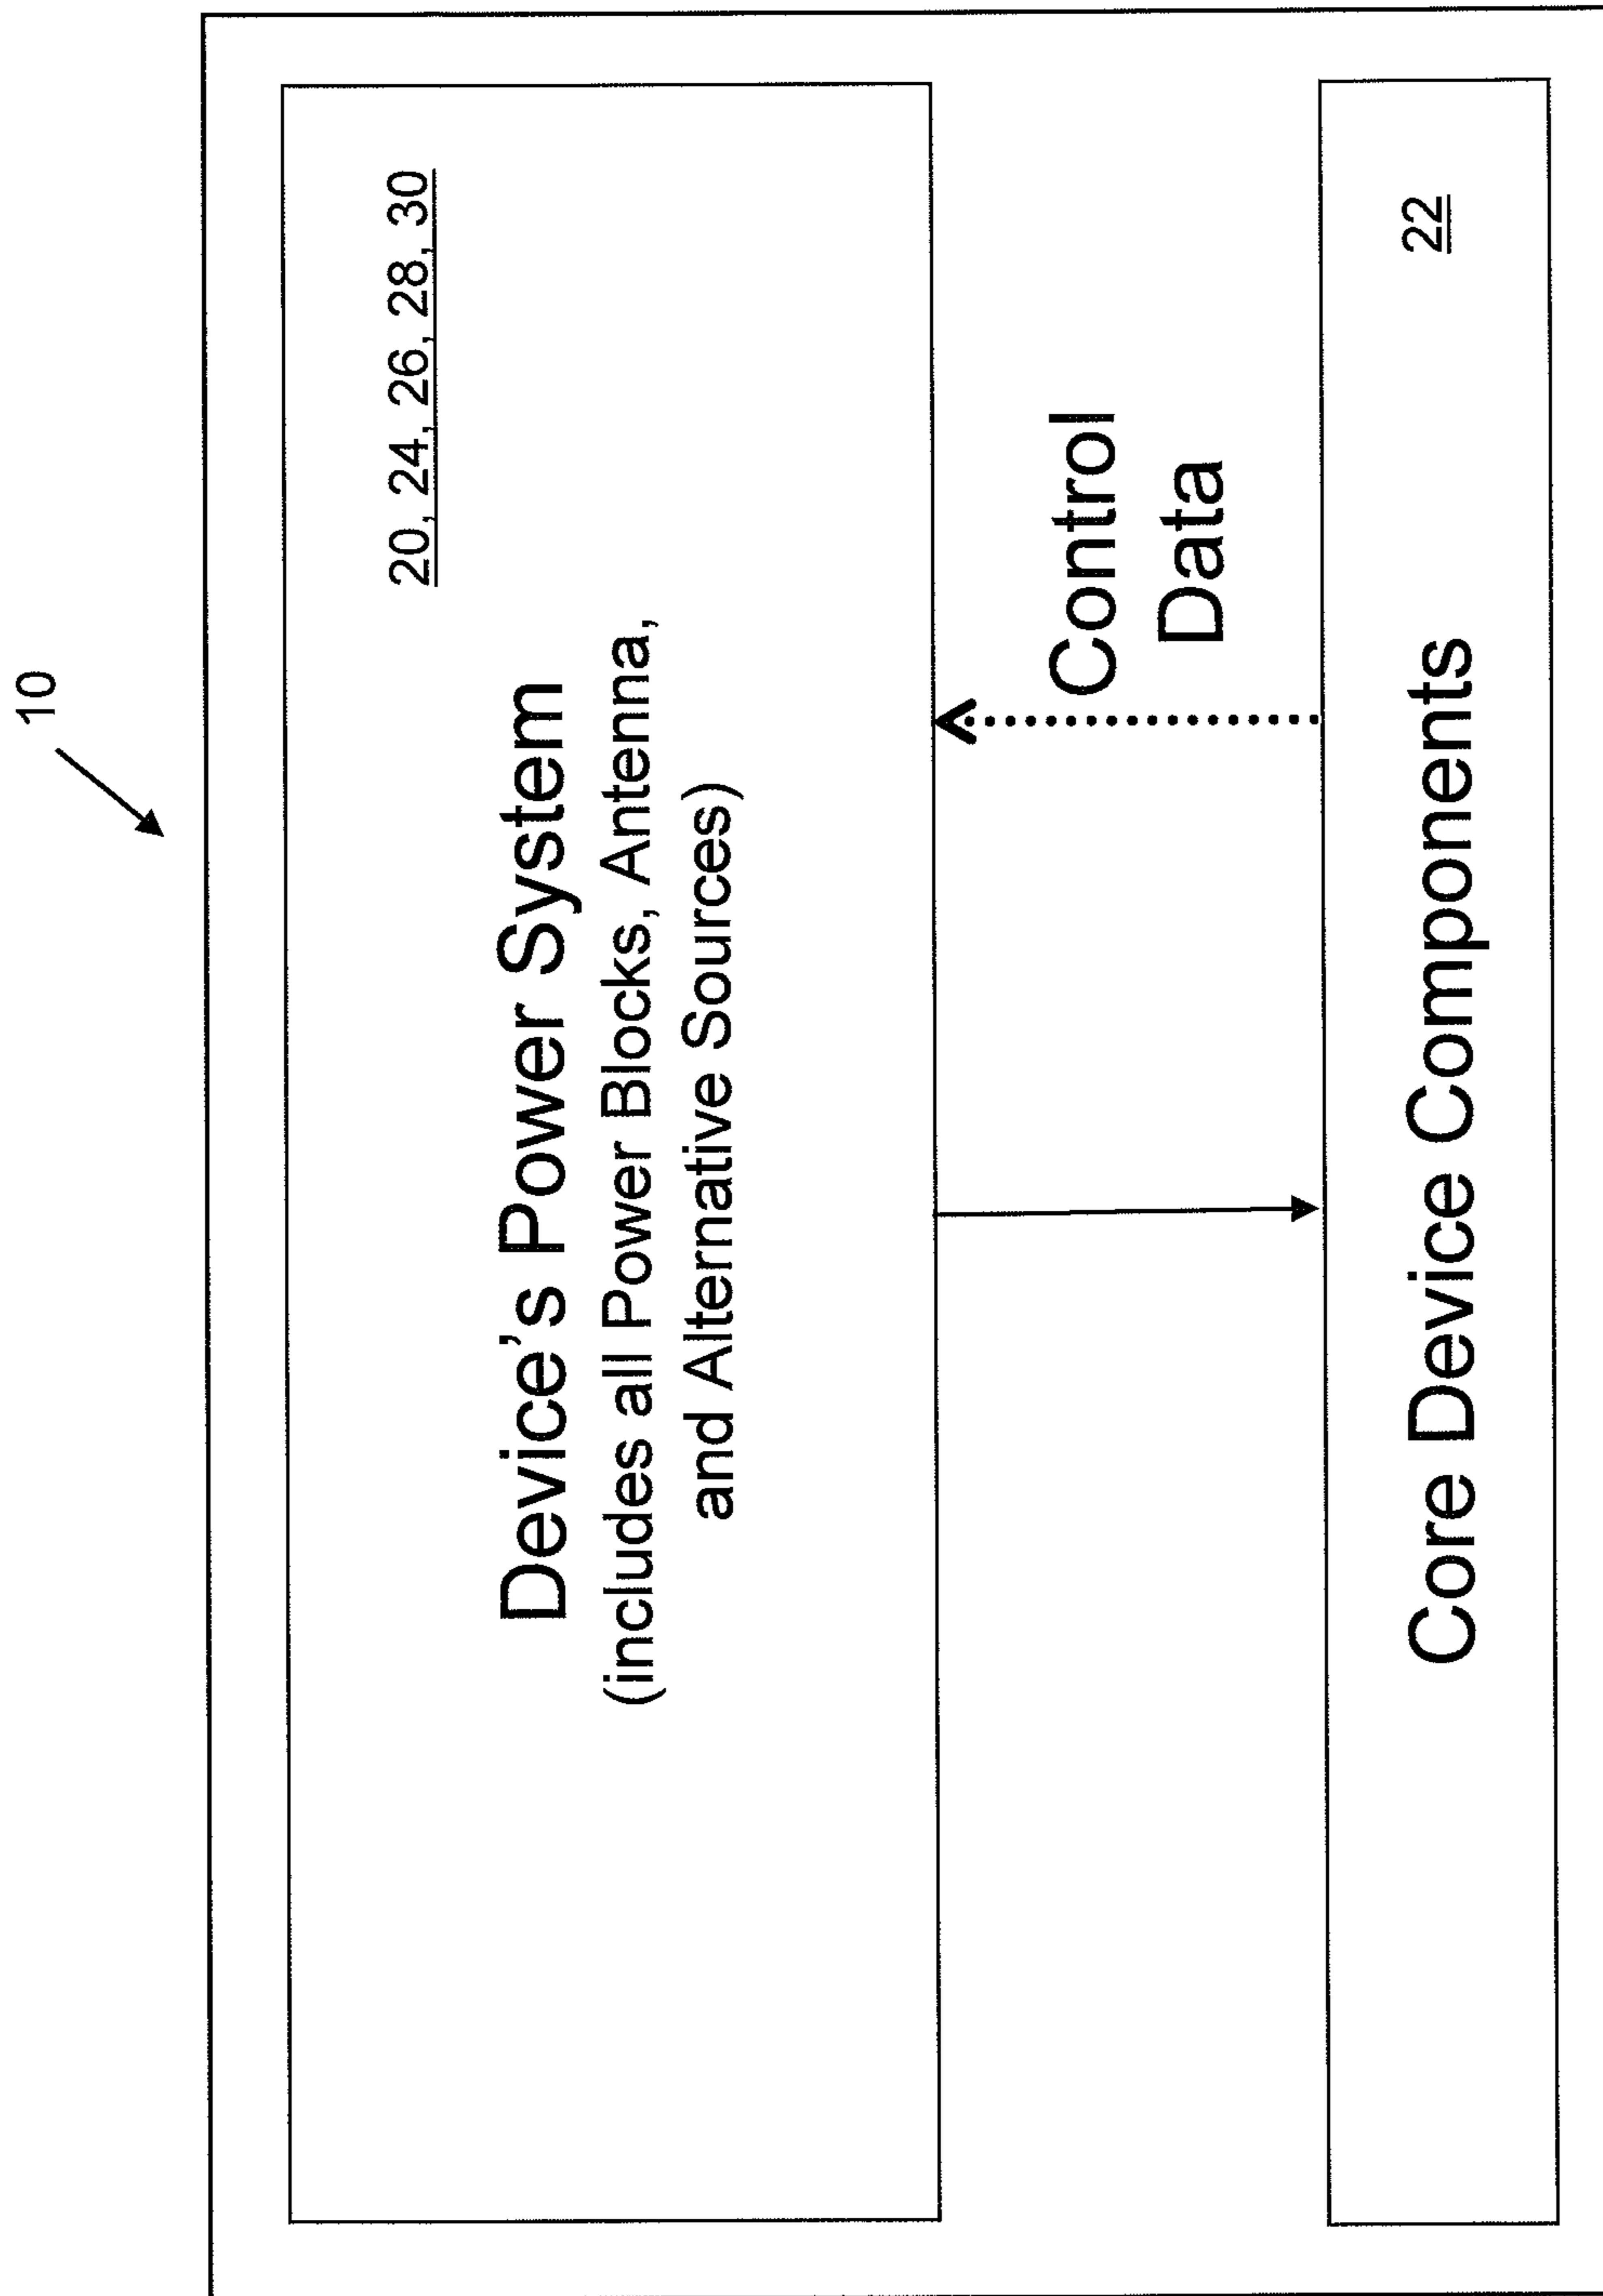 10
20, 24, 26, 28, 30
Device's Power System
(includes all Power Blocks, Antenna,
and Alternative Sources)
Control
Data
22
Core Device Components